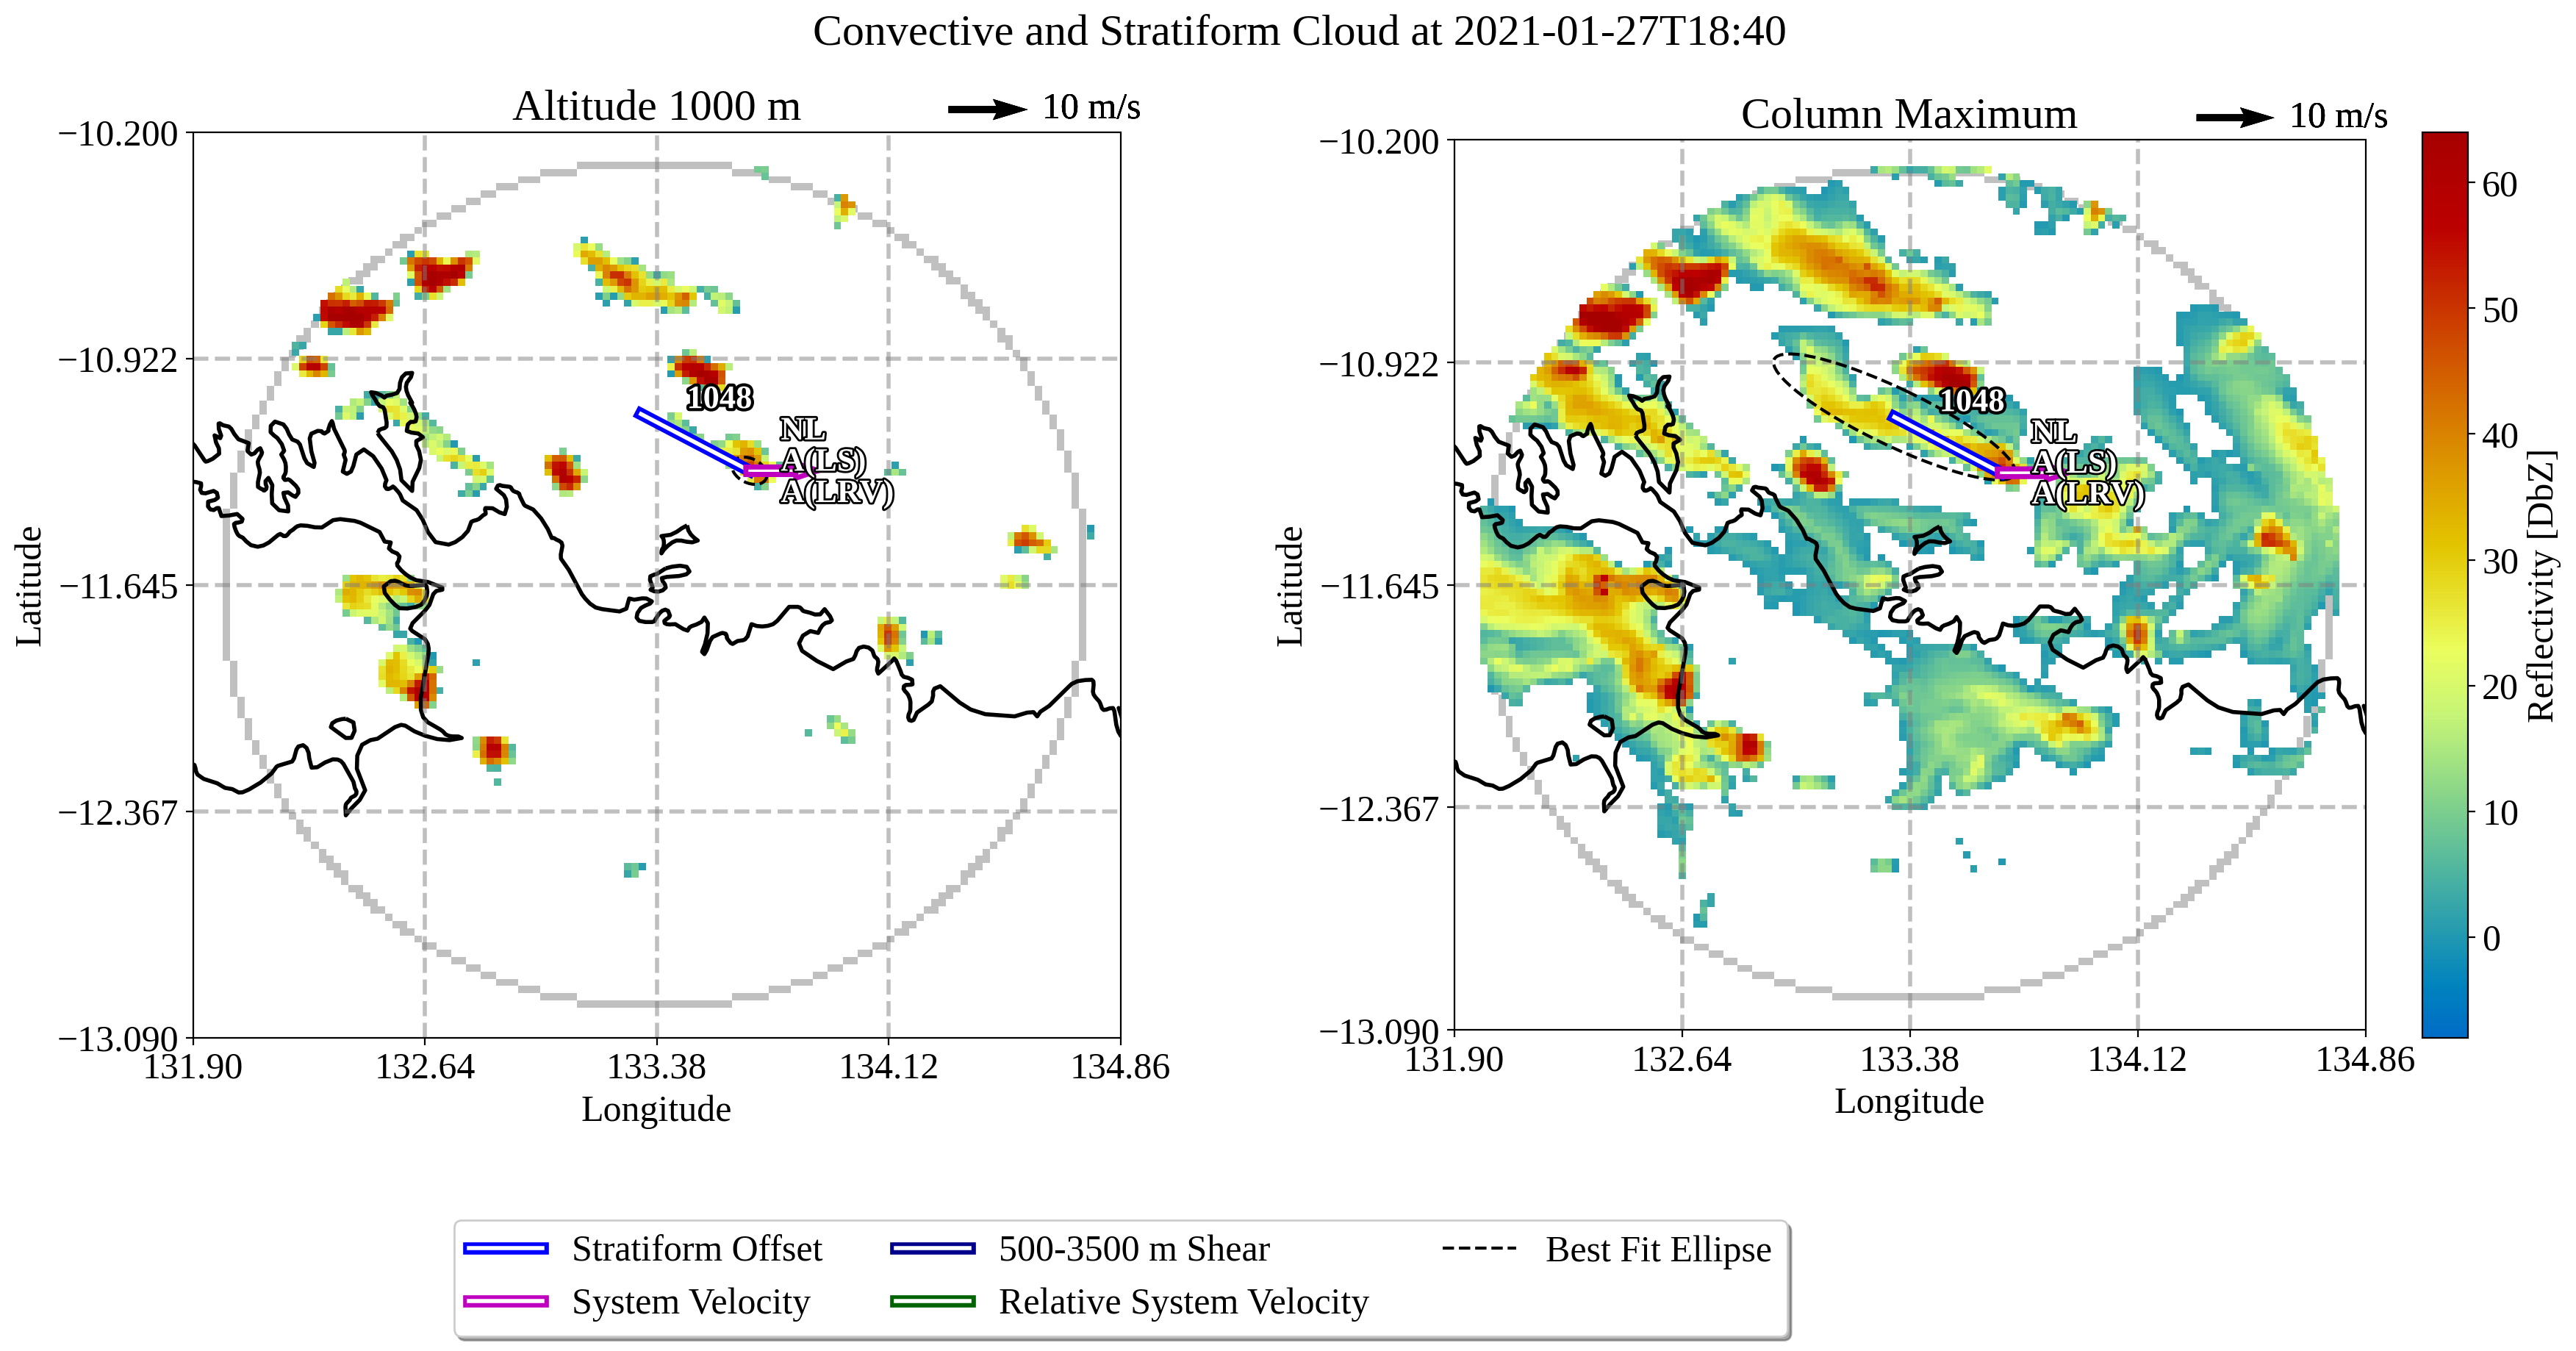 Convective and Stratiform Cloud at 2021-01-27T18:40
Altitude 1000 m
10 m/s
−10.200
−10.922
−11.645
−12.367
−13.090
131.90
132.64
133.38
134.12
134.86
Latitude
Longitude
1048
NL
A(LS)
A(LRV)
Column Maximum
10 m/s
−10.200
−10.922
−11.645
−12.367
−13.090
131.90
132.64
133.38
134.12
134.86
Latitude
Longitude
1048
NL
A(LS)
A(LRV)
60
50
40
30
20
10
0
Reflectivity [DbZ]
Stratiform Offset
System Velocity
500-3500 m Shear
Relative System Velocity
Best Fit Ellipse